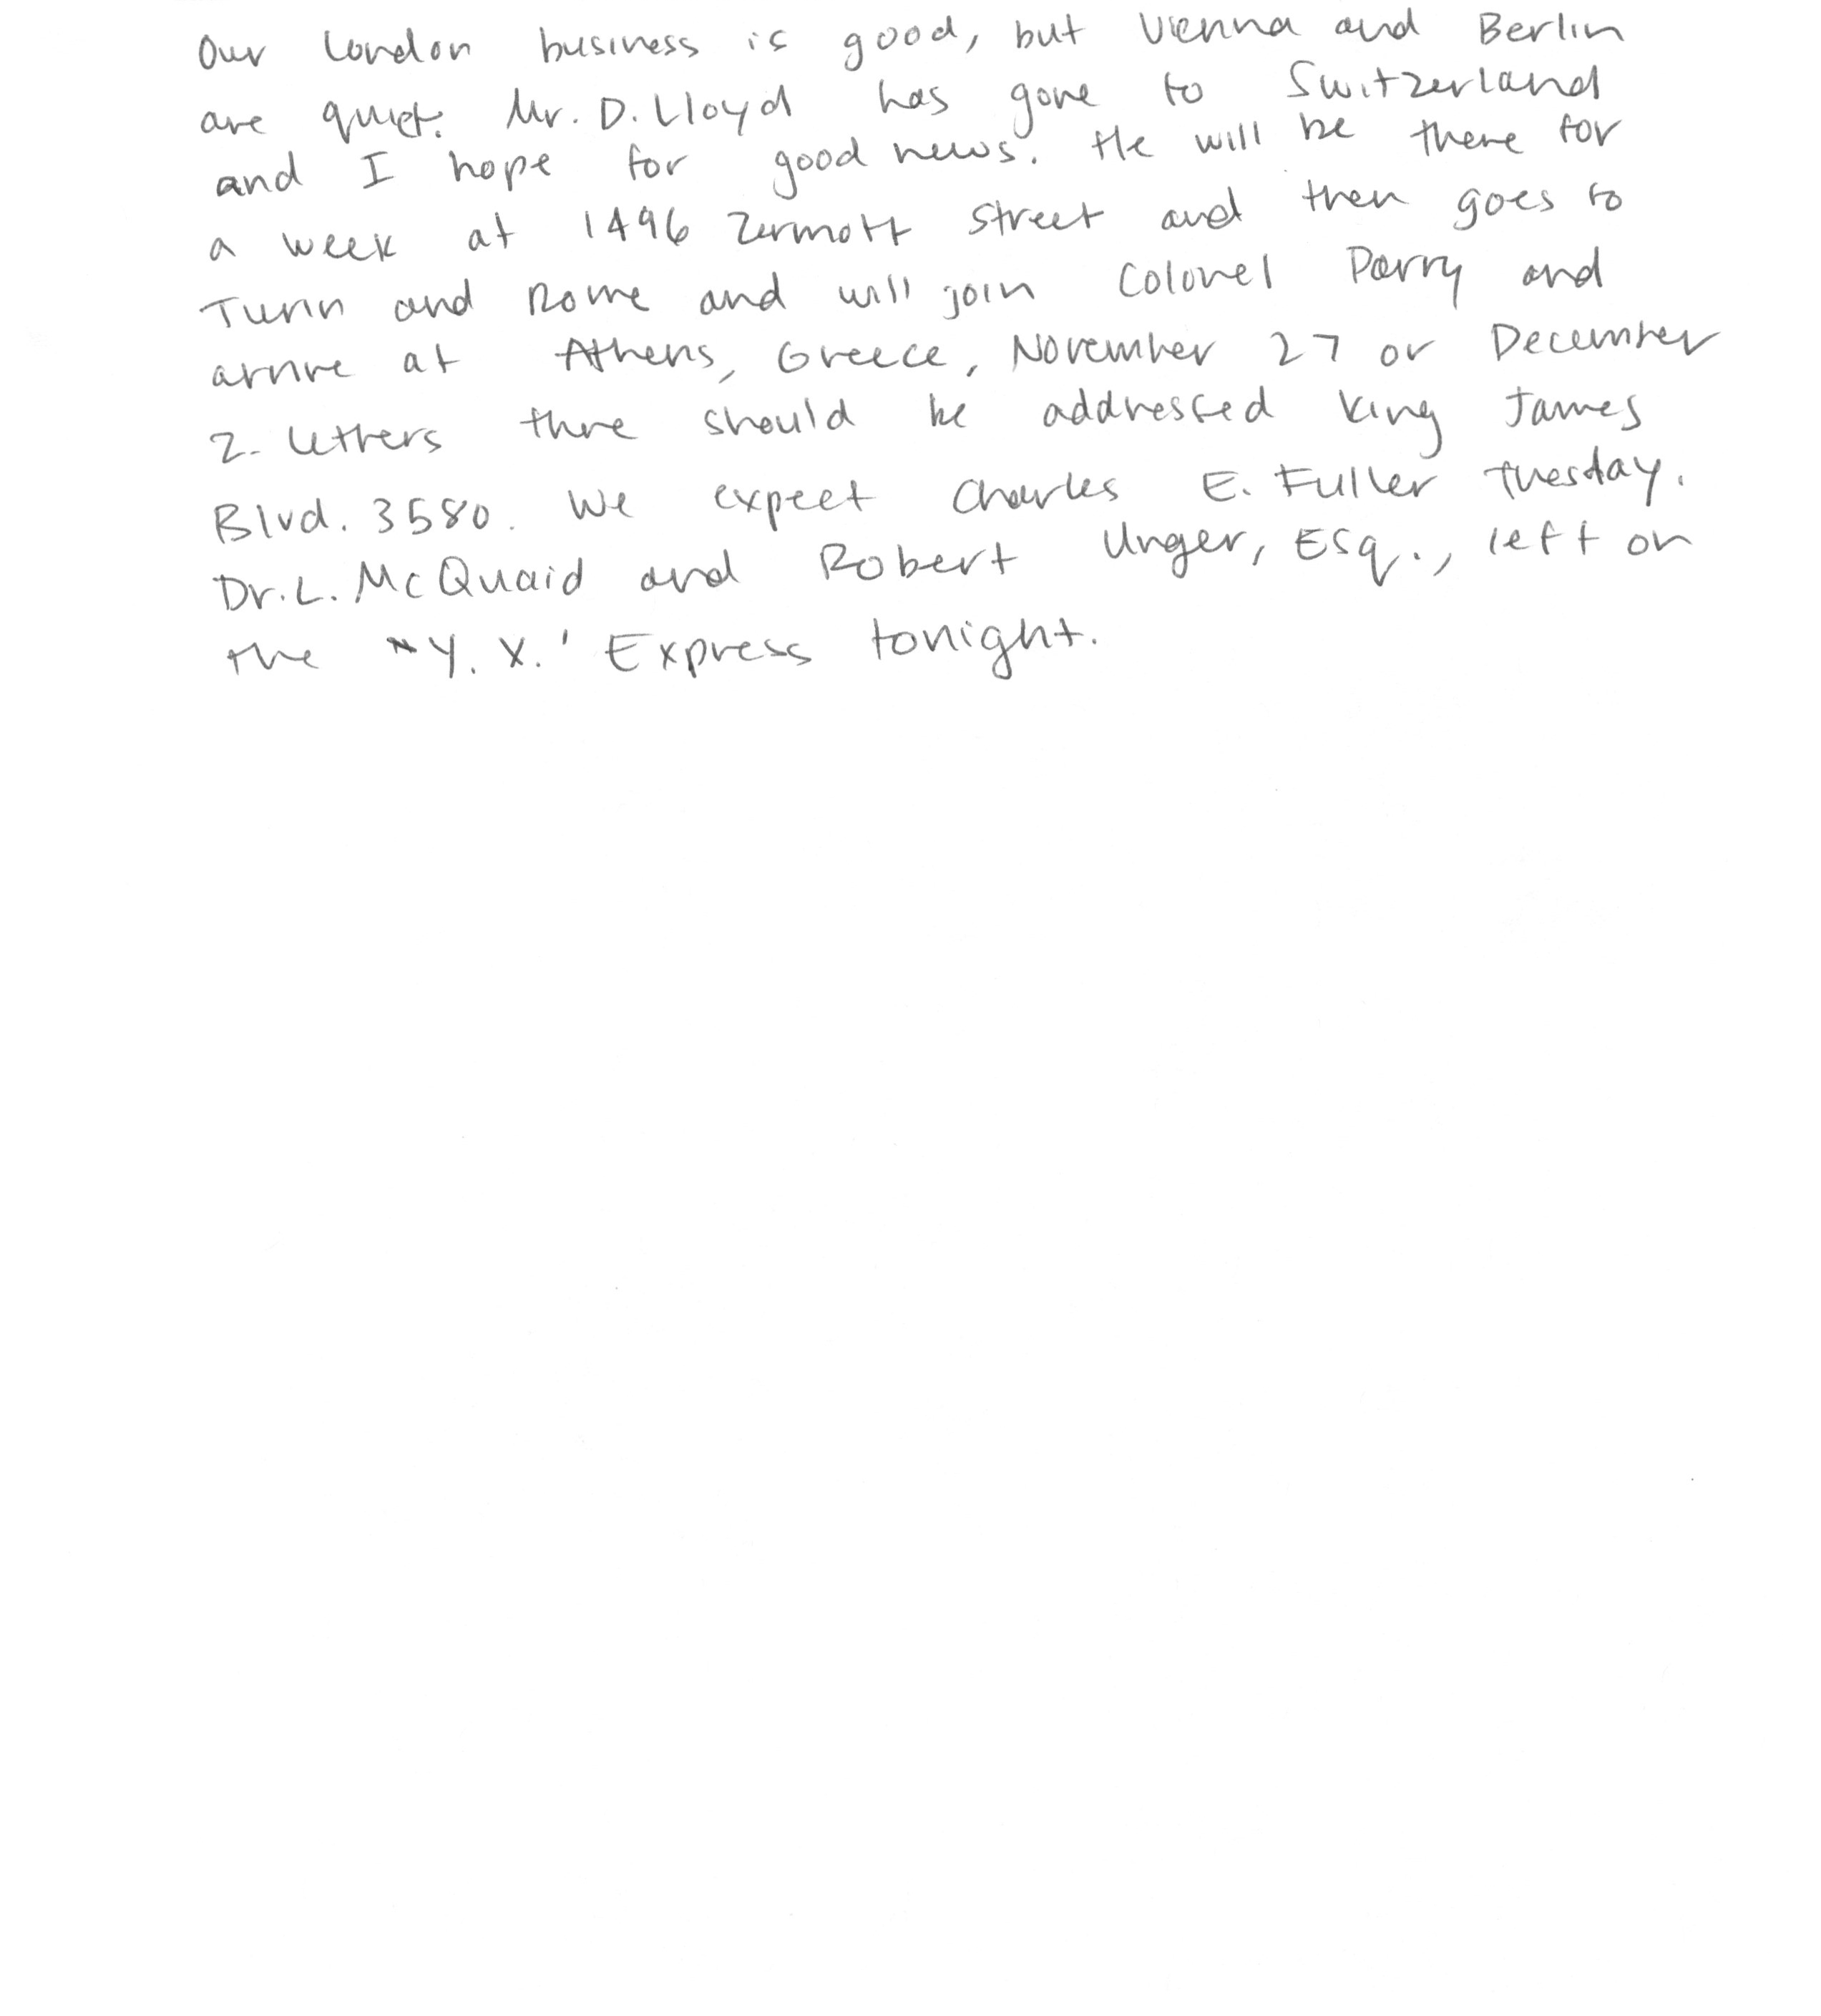 Our London business is good, but Vienna and Berlin
are quiet. Mr. D. Lloyd has gone to Switzerland
and I hope for good news. He will be there for
a week at 1496 Zermott Street and then goes to
Turin and Rome and will join Colonel Parry and
arrive at Athens, Greece, November 27 or December
2. Letters there should be addressed King James
Blvd. 3580. We expect Charles E. Fuller Tuesday.
Dr. L. McQuaid and Robert Unger, Esq., left on
the "Y. X.' Express tonight.